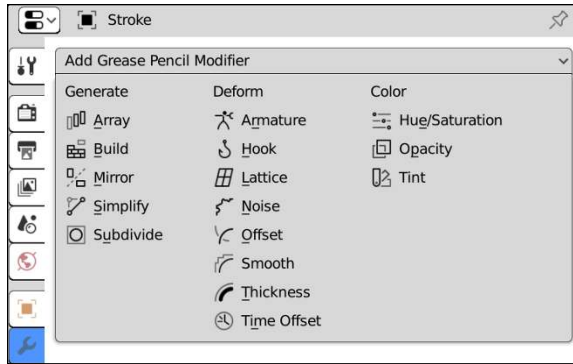 Stroke
Add Grease Pencil Modifier
Generate
Array
Build
Mirror
Simplify
Subdivide
Deform
Armature
Hook
Lattice
Noise
Offset
Smooth
Thickness
Time Offset
Color
Hue/Saturation
Opacity
Tint